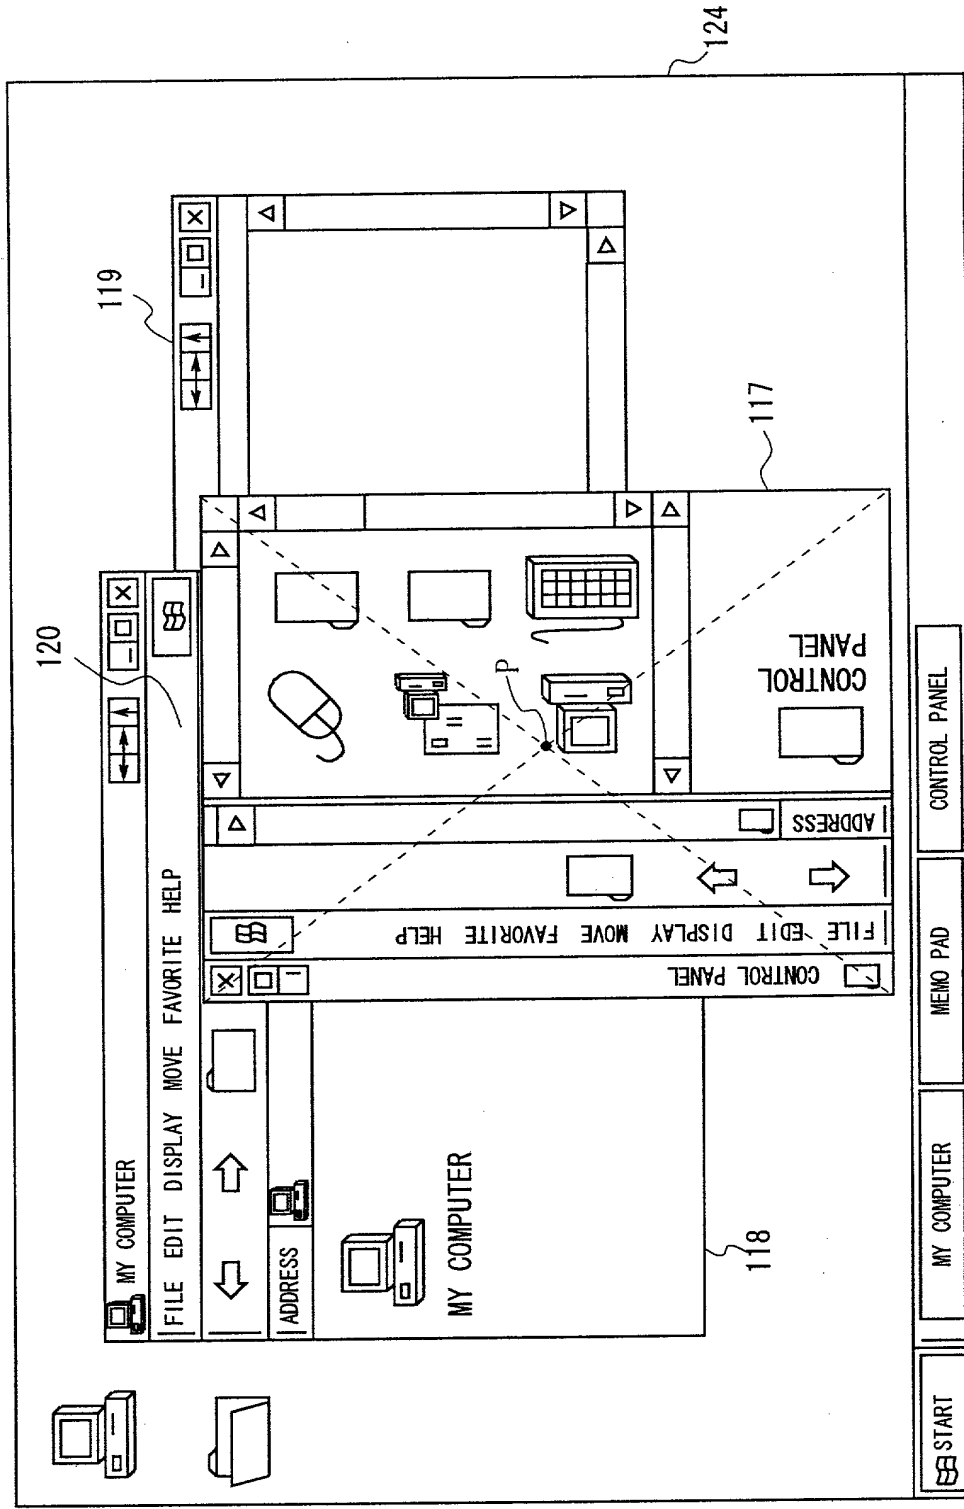 124
119
120
MY COMPUTER
FILE EDIT DISPLAY MOVE FAVORITE HELP
ADDRESS
MY COMPUTER
118
CONTROL PANEL
FILE EDIT DISPLAY MOVE FAVORITE HELP
ADDRESS
P
CONTROL
PANEL
117
START
MY COMPUTER
MEMO PAD
CONTROL PANEL